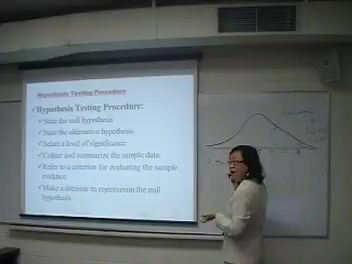 Hypothesis Testing Procedure
✓Hypothesis Testing Procedure:
✓State the null hypothesis
✓State the alternative hypothesis
✓Select a level of significance
✓Collect and summarize the sample data
✓Refer to a criterion for evaluating the sample
evidence
✓Make a decision to reject/retain the null
hypothesis